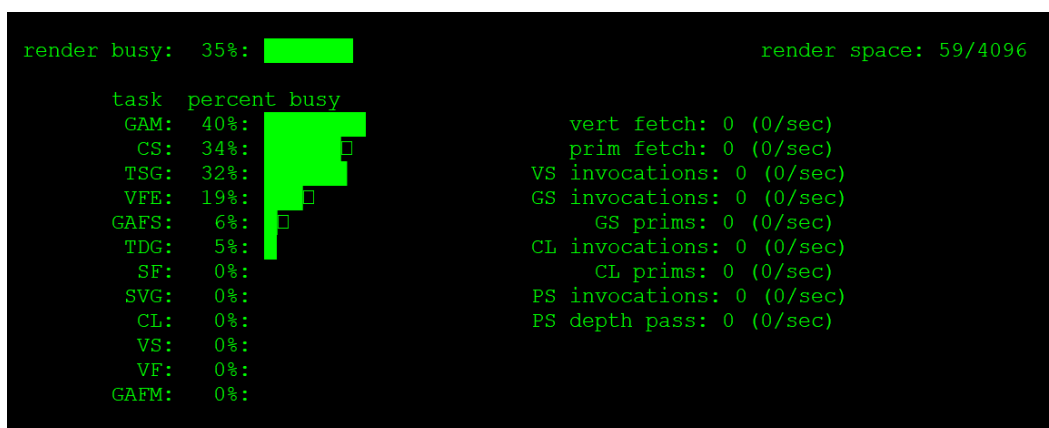 render busy: 35%: render space: 59/4096
task percent busy
GAM: 40%: vert fetch: 0 (0/sec)
CS: 34%: prim fetch: 0 (0/sec)
TSG: 32%: VS invocations: 0 (0/sec)
VFE: 19%: GS invocations: 0 (0/sec)
GAFS: 6%: GS prims: 0 (0/sec)
TDG: 5%: CL invocations: 0 (0/sec)
SF: 0%: CL prims: 0 (0/sec)
SVG: 0%: PS invocations: 0 (0/sec)
CL: 0%: PS depth pass: 0 (0/sec)
VS: 0%:
VF: 0%:
GAFM: 0%: